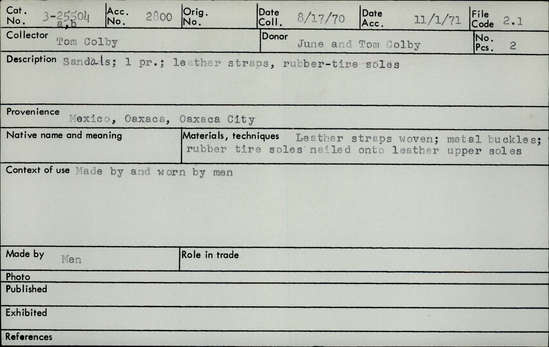 Cat. No. 3-25504 a,b Acc. No. 2800 Orig. No. Date Coll. 8/17/70 Date Acc. 11/1/71 File Code 2.1
Collector Tom Colby Donor June and Tom Colby No. Pcs. 2
Description Sandals; 1 pr.; leather straps, rubber-tire soles
Provenience Mexico, Oaxaca, Oaxaca City
Native name and meaning Materials, techniques Leather straps woven; metal buckles;
rubber tire soles nailed onto leather upper soles
Context of use Made by and worn by men
Made by Men Role in trade
Photo
Published
Exhibited
References